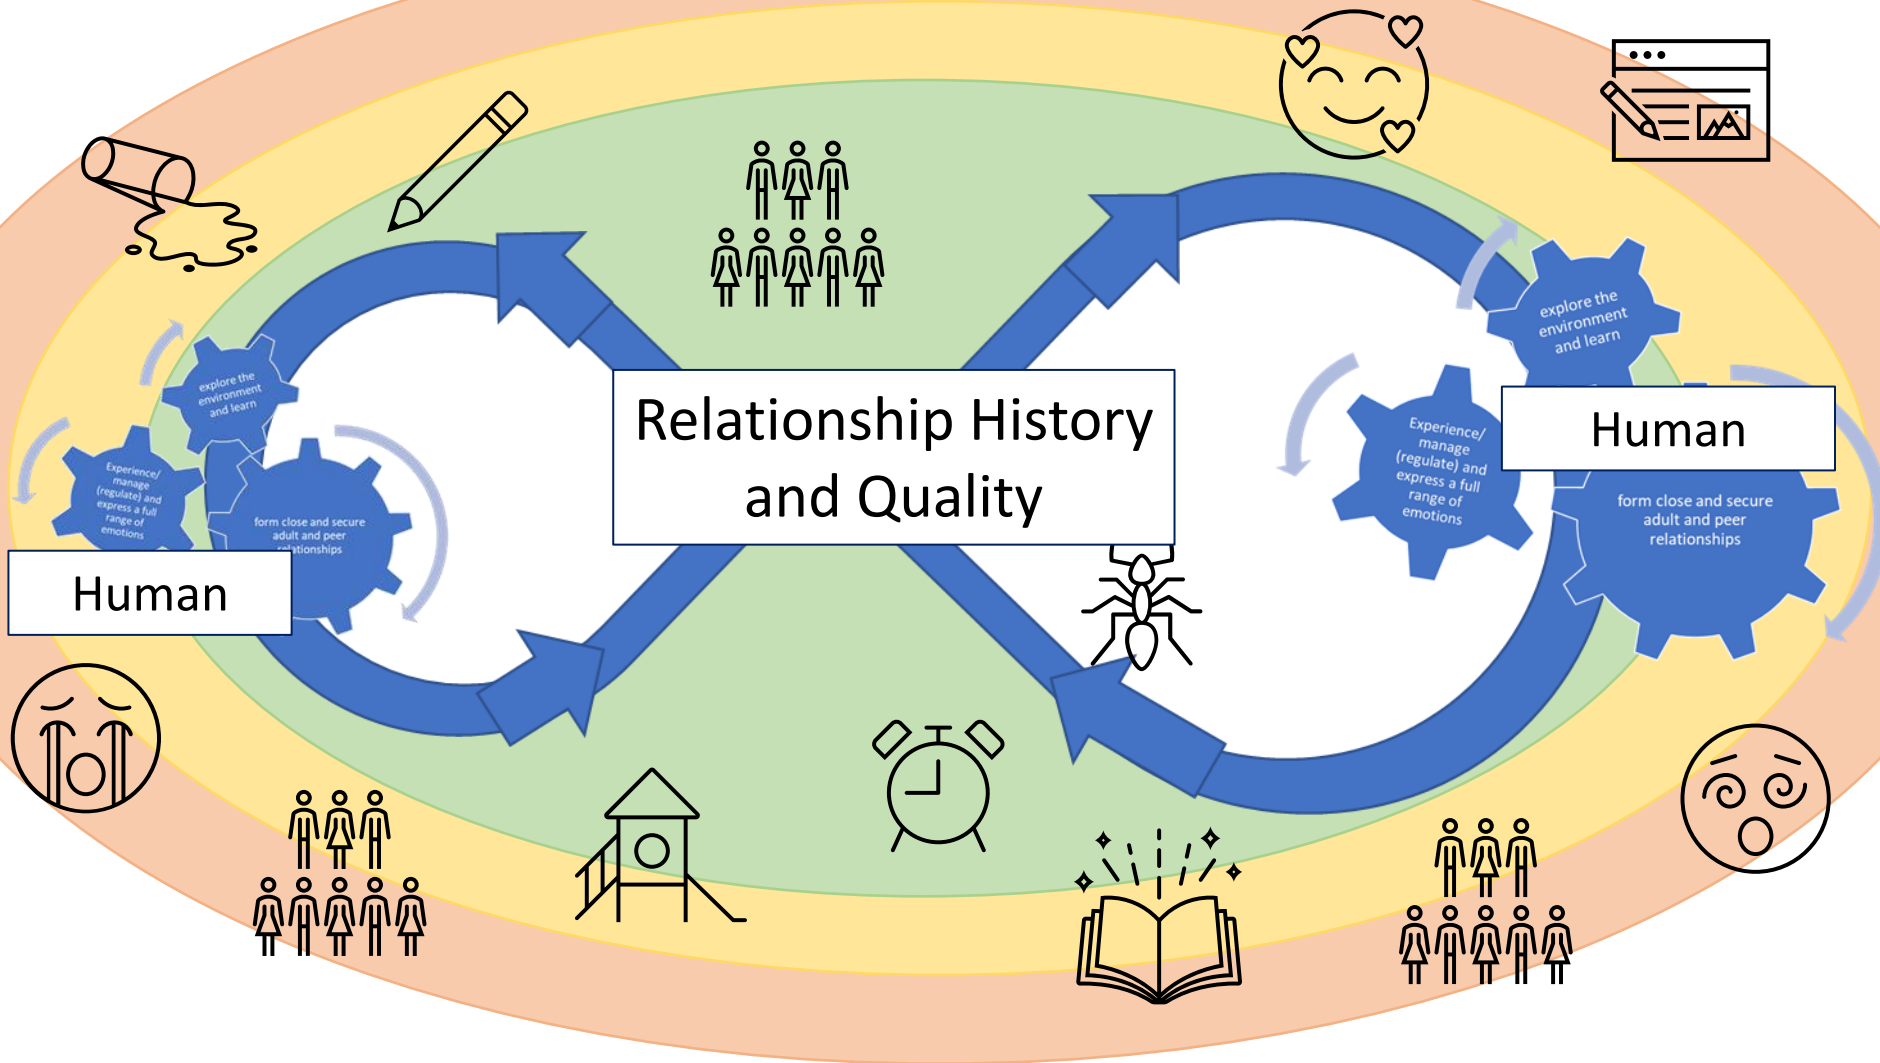 explore the
environment
and learn
Experience/
manage
(regulate) and
express a full
range of
emotions
form close and secure
adult and peer
relationships
Human
Relationship History
and Quality
explore the
environment
and learn
Experience/
manage
(regulate) and
express a full
range of
emotions
Human
form close and secure
adult and peer
relationships